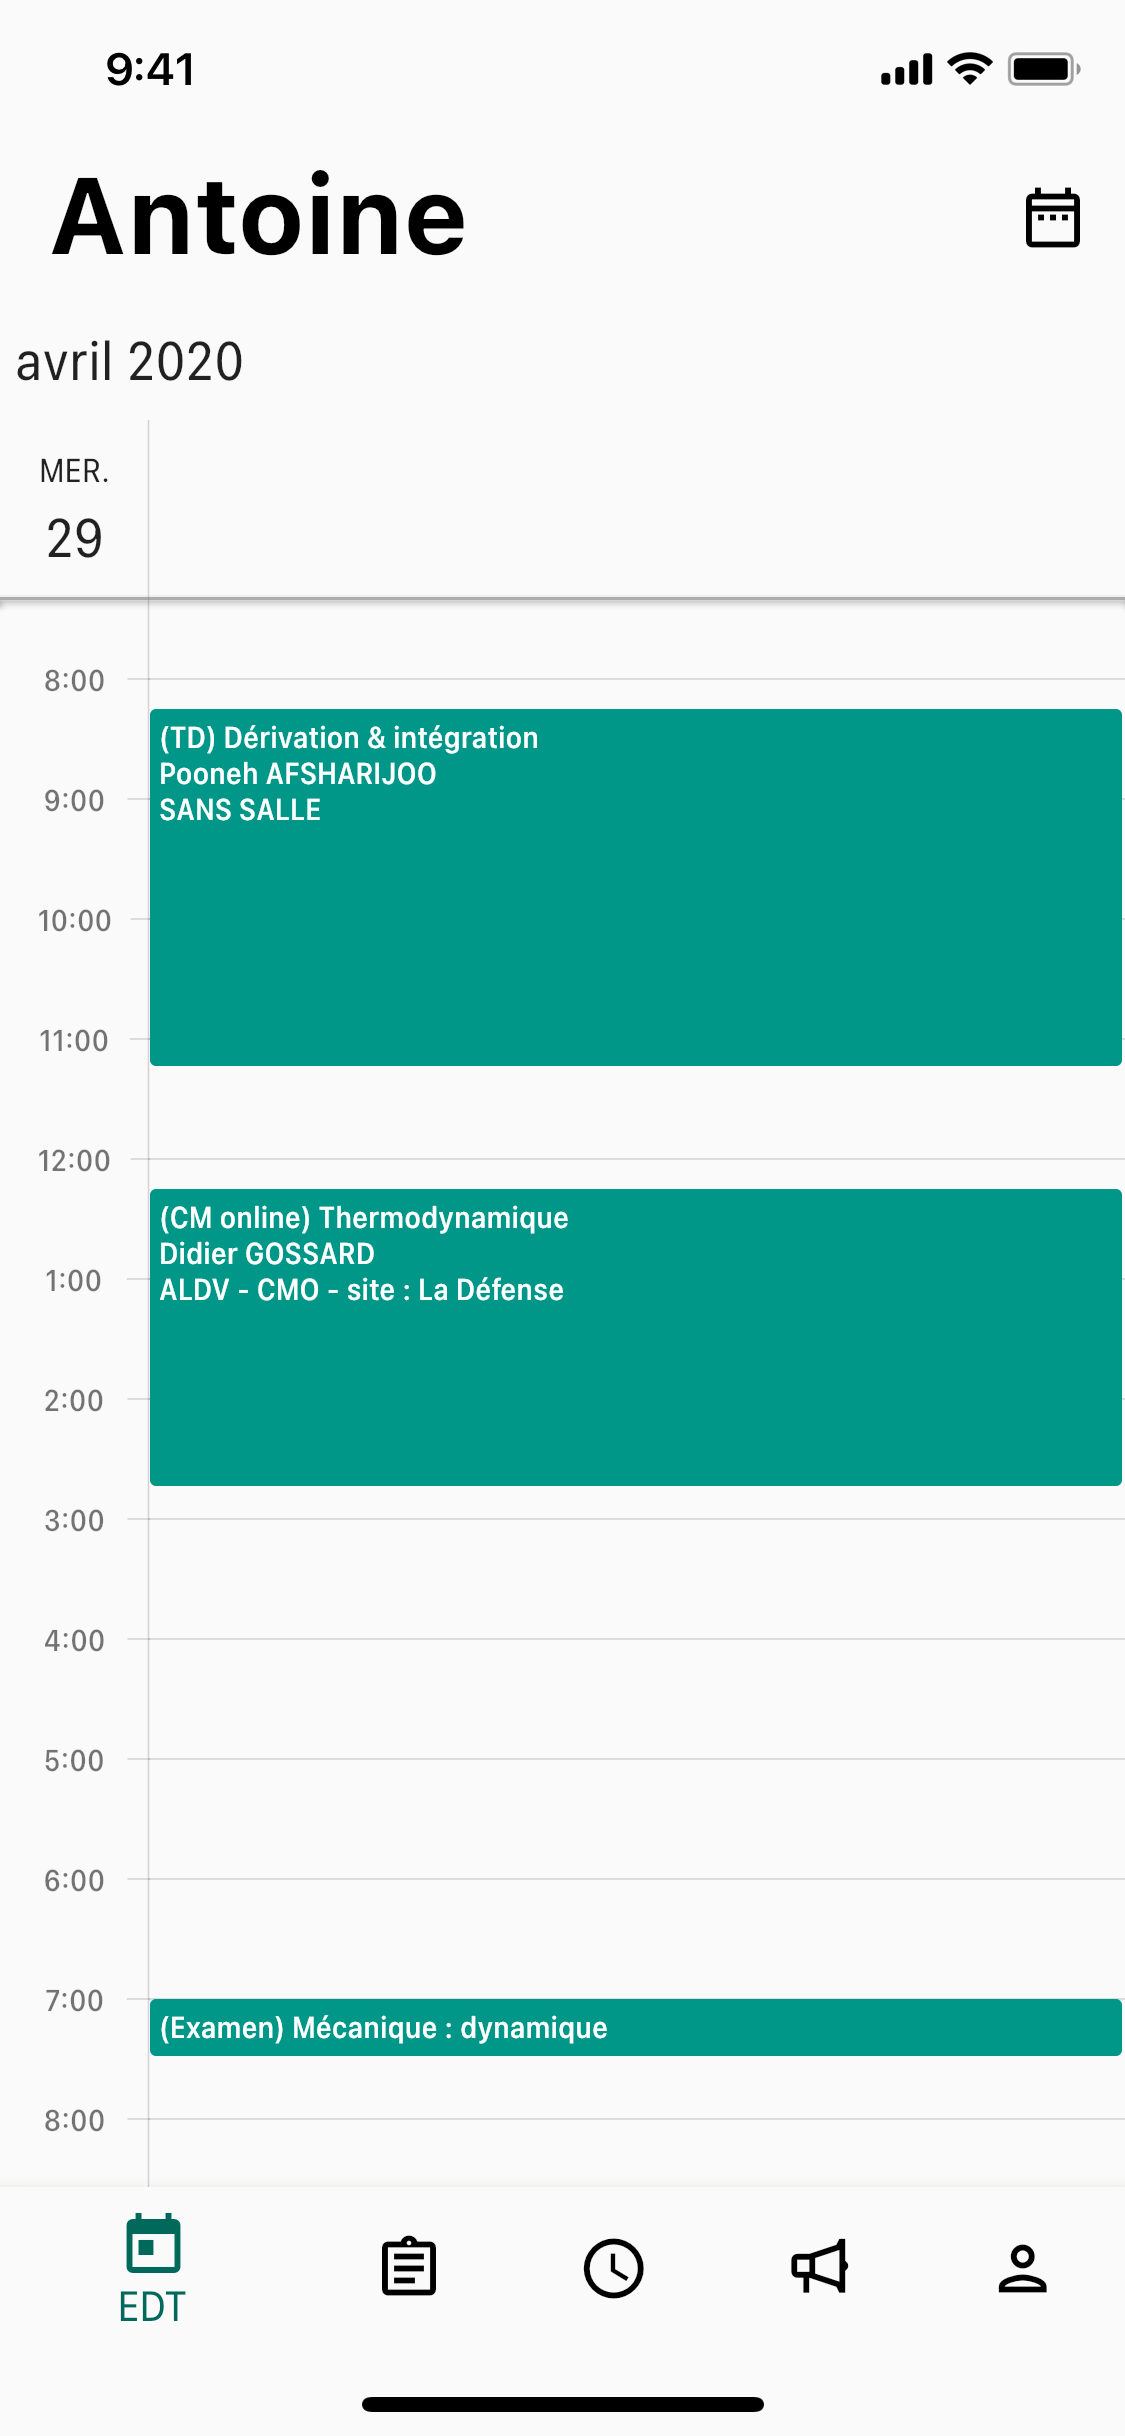 9:41
Antoine
avril 2020
MER.
29
8:00
(TD) Dérivation & intégration
Pooneh AFSHARIJOO
9:00
SANS SALLE
10:00
11:00
12:00
(CM online) Thermodynamique
Didier GOSSARD
1:00
ALDV - CMO - site : La Défense
2:00
3:00
4:00
5:00
6:00
7:00
(Examen) Mécanique : dynamique
8:00
EDT